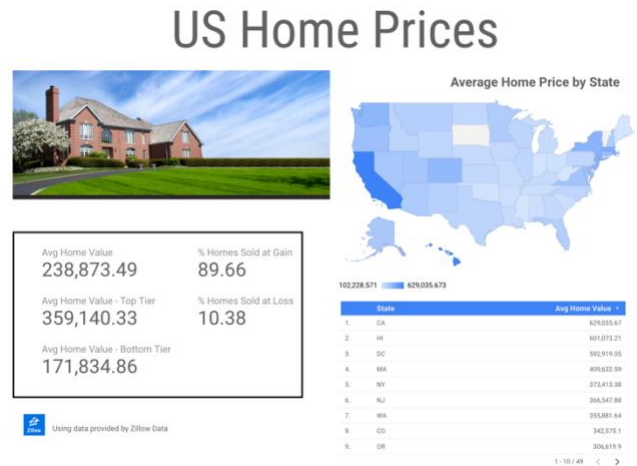 US Home Prices
Average Home Price by State
Avg Home Value
238,873.49
% Homes Sold at Gain
89.66
Avg Home Value - Top Tier
359,140.33
% Homes Sold at Loss
10.38
Avg Home Value - Bottom Tier
171,834.86
Zillow
Using data provided by Zillow Data
102,228.571 629,035.673
State Avg Home Value
1. CA 629,035.67
2. HI 601,073.21
3. DC 592,919.05
4. MA 409,632.59
5. NY 373,413.38
6. NJ 366,547.88
7. WA 355,881.64
8. CO 342,575.1
9. OR 306,619.9
1 - 10 / 49